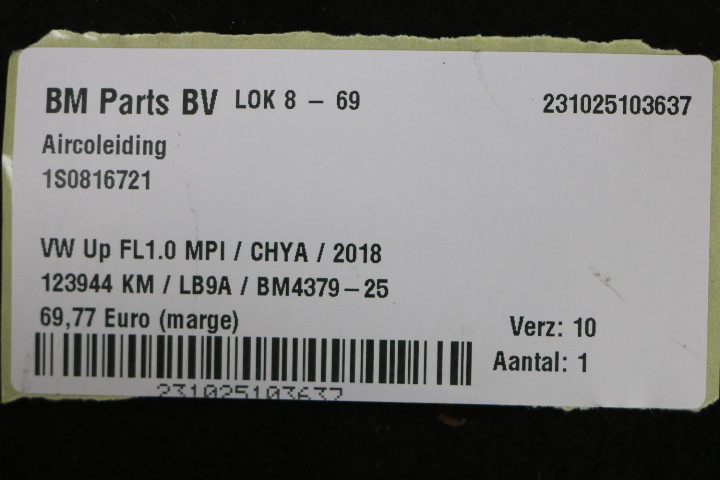 BM Parts BV LOK 8 - 69 231025103637
Aircoleiding
1S0816721
VW Up FL1.0 MPI / CHYA / 2018
123944 KM / LB9A / BM4379-25
69,77 Euro (marge)
Verz: 10
Aantal: 1
231025103637